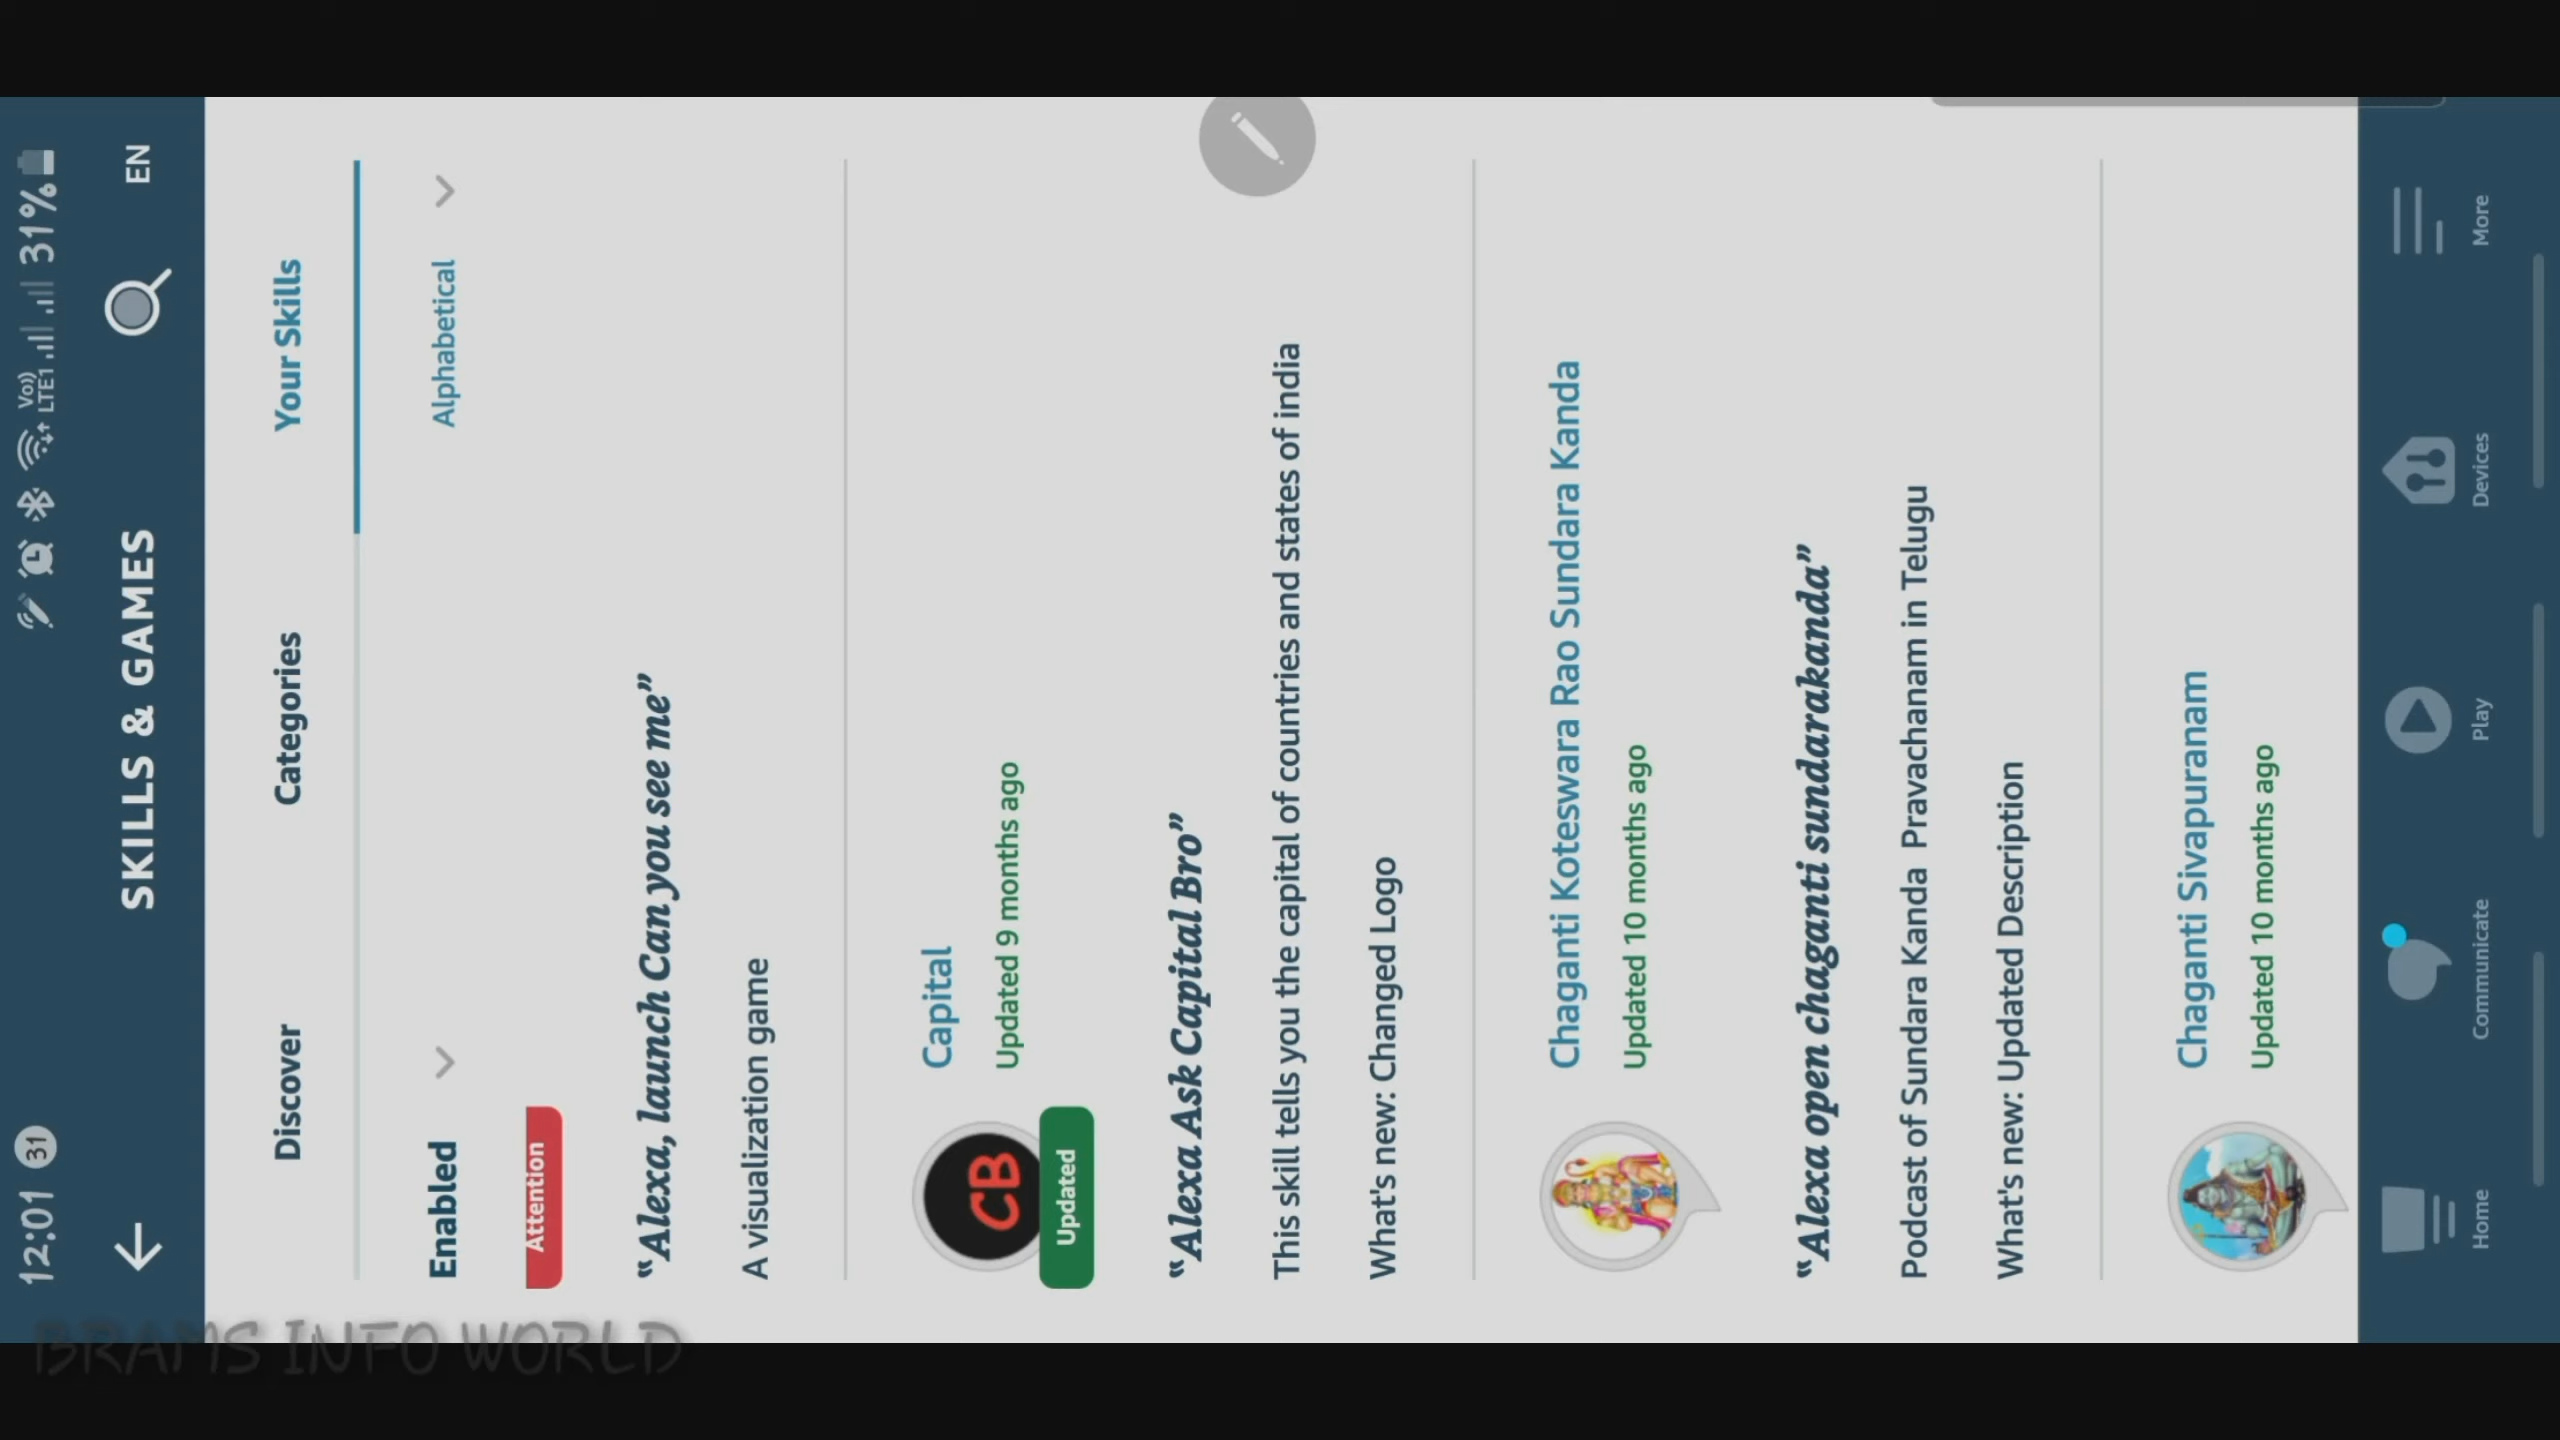 12:01 31 Vo)) LTE1 31%
SKILLS & GAMES EN
Discover Categories Your Skills
Enabled Alphabetical
Attention
“Alexa, launch Can you see me”
A visualization game
CB
Updated
Capital
Updated 9 months ago
“Alexa Ask Capital Bro”
This skill tells you the capital of countries and states of india
What's new: Changed Logo
Chaganti Koteswara Rao Sundara Kanda
Updated 10 months ago
“Alexa open chaganti sundarakanda”
Podcast of Sundara Kanda Pravachanam in Telugu
What's new: Updated Description
Chaganti Sivapuranam
Updated 10 months ago
Home Communicate Play Devices More
BRAMS INFO WORLD